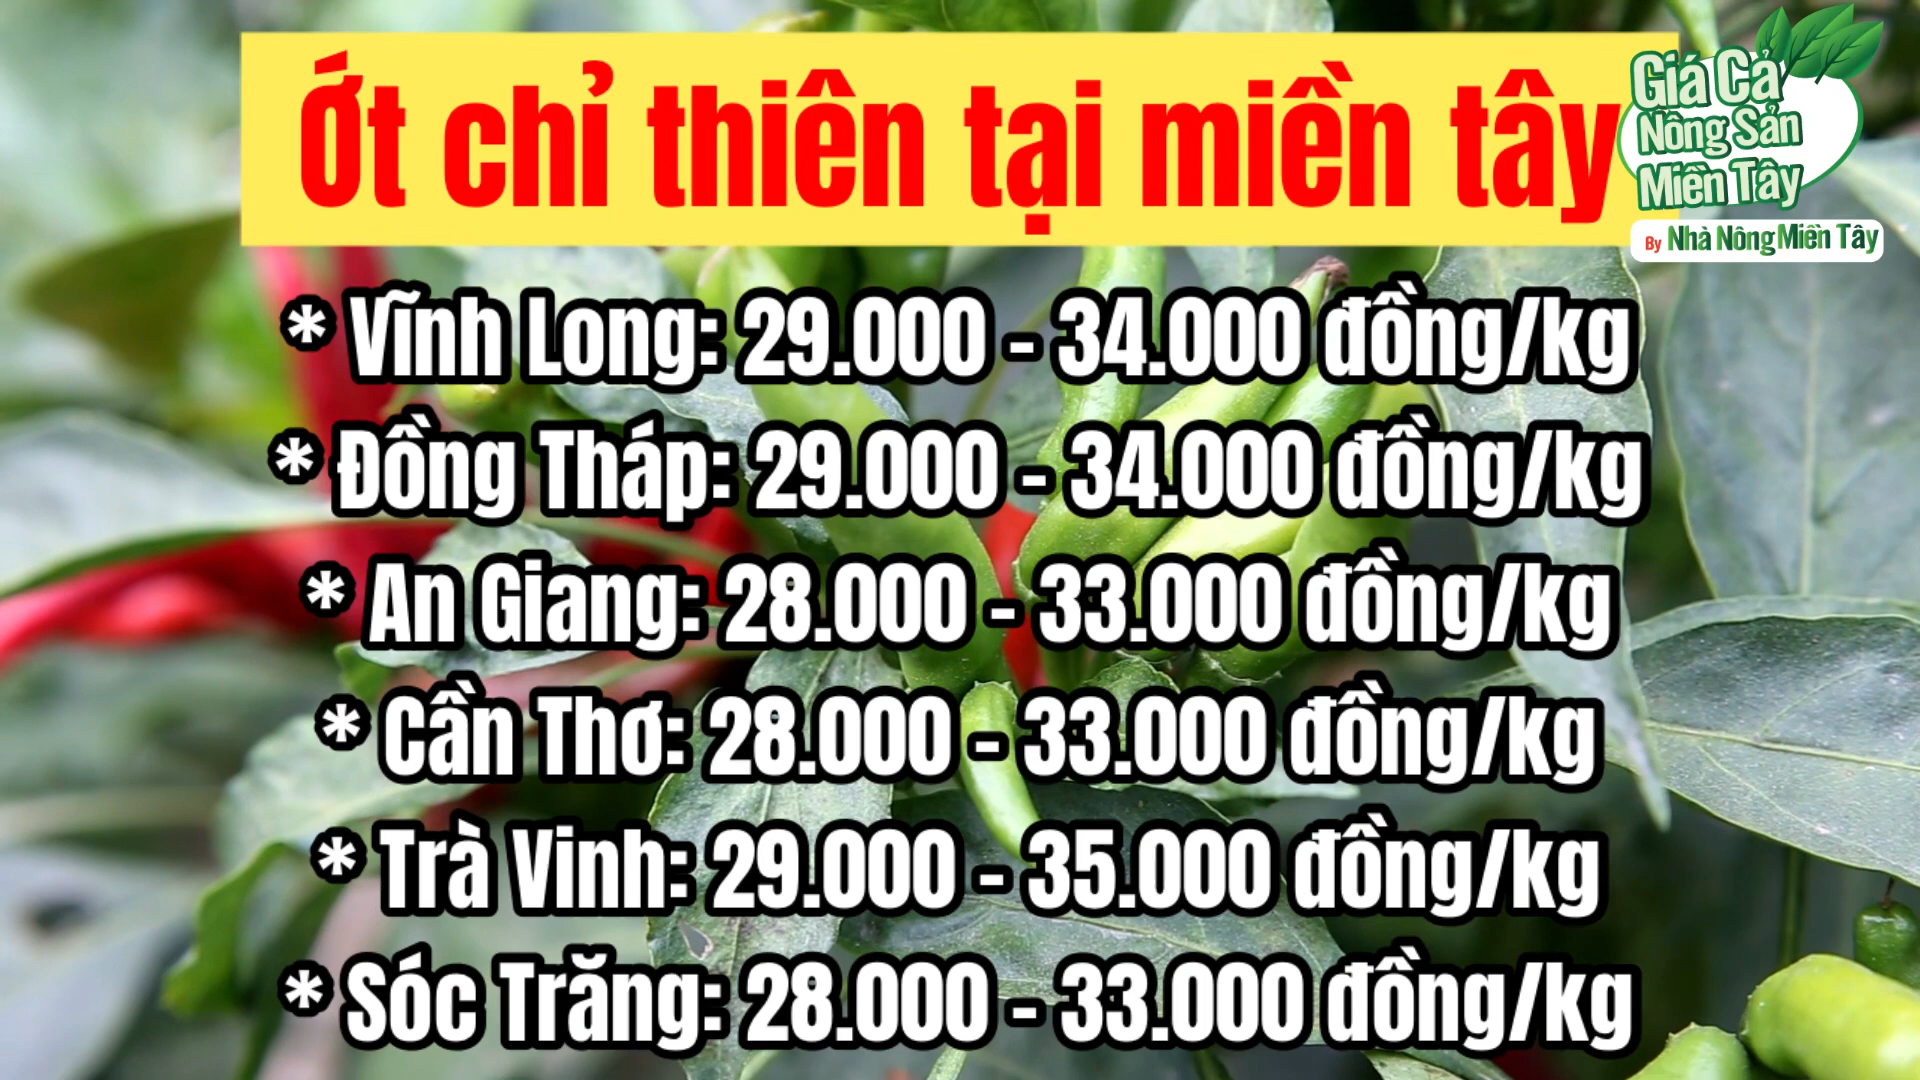 Ớt chỉ thiên tại miền tây
Giá Cả
Nông Sản
Miền Tây
By Nhà Nông Miền Tây
* Vĩnh Long: 29.000 - 34.000 đồng/kg
* Đồng Tháp: 29.000 - 34.000 đồng/kg
* An Giang: 28.000 - 33.000 đồng/kg
* Cần Thơ: 28.000 - 33.000 đồng/kg
* Trà Vinh: 29.000 - 35.000 đồng/kg
* Sóc Trăng: 28.000 - 33.000 đồng/kg